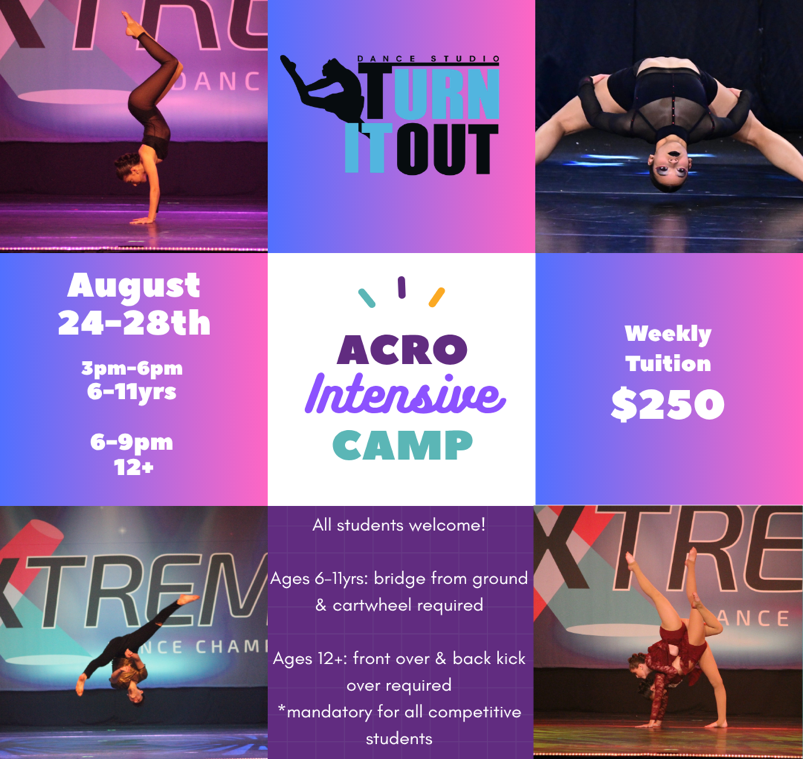 XTRE
DANC
DANCE STUDIO
TURN
IT OUT
August
24-28th
3pm-6pm
6-11yrs
6-9pm
12+
ACRO
Intensive
CAMP
Weekly
Tuition
$250
XTREM
NCE CHAM
All students welcome!
Ages 6-11yrs: bridge from ground
& cartwheel required
Ages 12+: front over & back kick
over required
*mandatory for all competitive
students
XTRE
ANCE